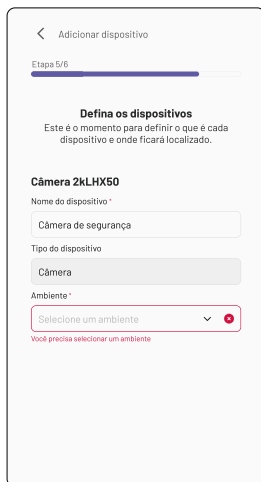 Adicionar dispositivo
Etapa 5/6
Defina os dispositivos
Este é o momento para definir o que é cada
dispositivo e onde ficará localizado.
Câmera 2kLHX50
Nome do dispositivo *
Câmera de segurança
Tipo do dispositivo
Câmera
Ambiente *
Selecione um ambiente
Você precisa selecionar um ambiente